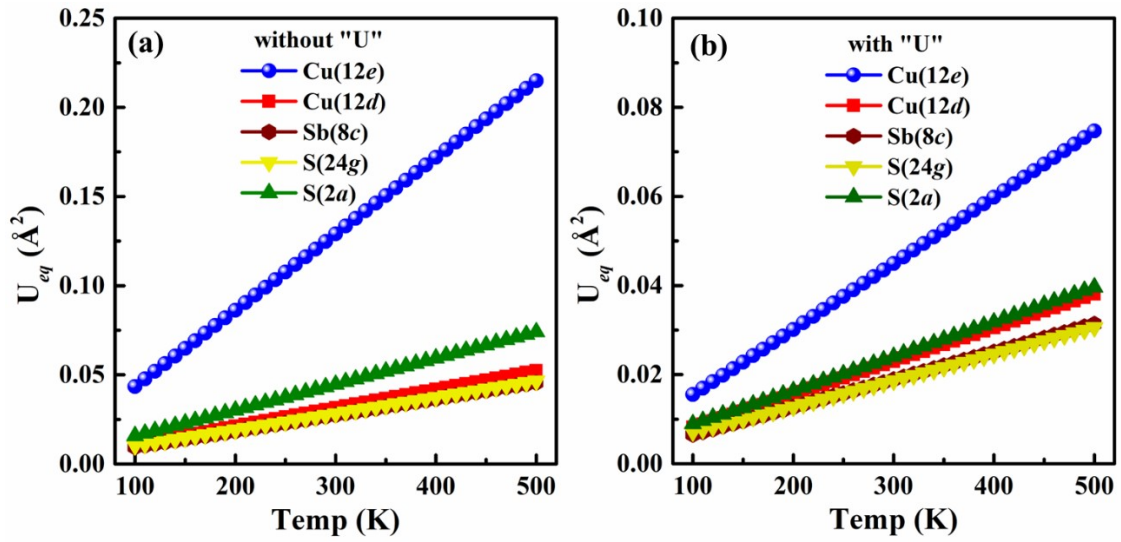 (a)
without "U"
Cu(12e)
Cu(12d)
Sb(8c)
S(24g)
S(2a)
0.25
0.20
0.15
0.10
0.05
0.00
U_eq (Å²)
100 200 300 400 500
Temp (K)
(b)
with "U"
Cu(12e)
Cu(12d)
Sb(8c)
S(24g)
S(2a)
0.10
0.08
0.06
0.04
0.02
0.00
U_eq (Å²)
100 200 300 400 500
Temp (K)